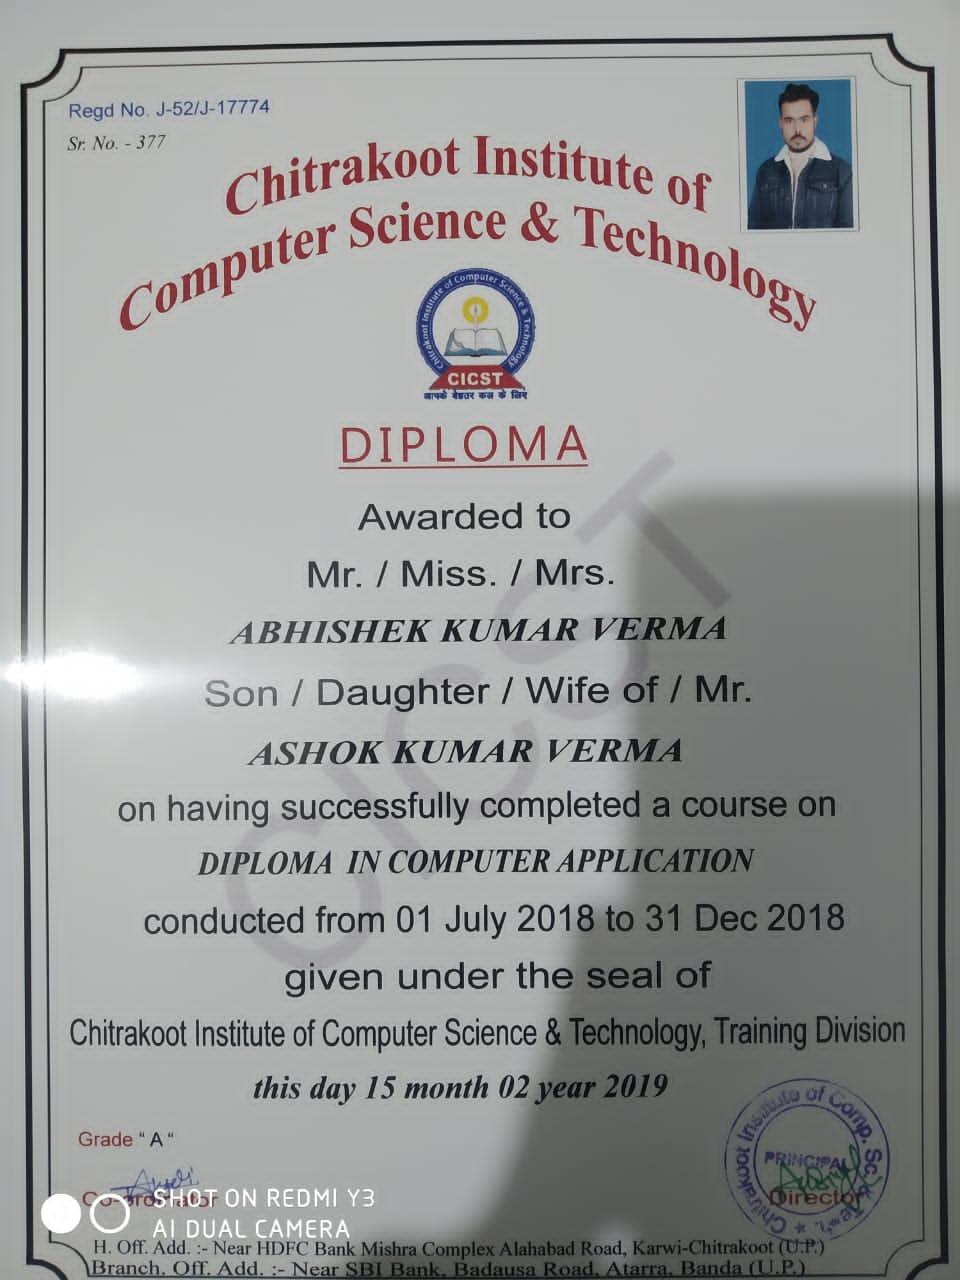 Regd No. J-52/J-17774
Sr. No. - 377
Chitrakoot Institute of
Computer Science & Technology
Chitrakoot Institute of Computer Science & Technology
CICST
आपके बेहतर कल के लिए
DIPLOMA
Awarded to
Mr. / Miss. / Mrs.
ABHISHEK KUMAR VERMA
Son / Daughter / Wife of / Mr.
ASHOK KUMAR VERMA
on having successfully completed a course on
DIPLOMA IN COMPUTER APPLICATION
conducted from 01 July 2018 to 31 Dec 2018
given under the seal of
Chitrakoot Institute of Computer Science & Technology, Training Division
this day 15 month 02 year 2019
CICST
Grade “ A “
Chitrakoot Institute of Comp. Sc. &
PRINCIPAL
Co-ordinator
Director
SHOT ON REDMI Y3
AI DUAL CAMERA
H. Off. Add. :- Near HDFC Bank Mishra Complex Alahabad Road, Karwi-Chitrakoot (U.P.)
Branch. Off. Add. :- Near SBI Bank, Badausa Road, Atarra, Banda (U.P.)